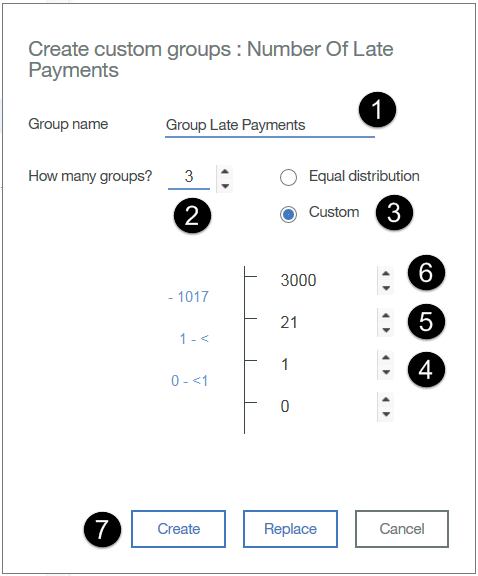 Create custom groups : Number Of Late
Payments
1
Group name Group Late Payments
How many groups? 3 Equal distribution
2 Custom 3
3000 6
- 1017
21 5
1 - <
1 4
0 - <1
0
7 Create Replace Cancel